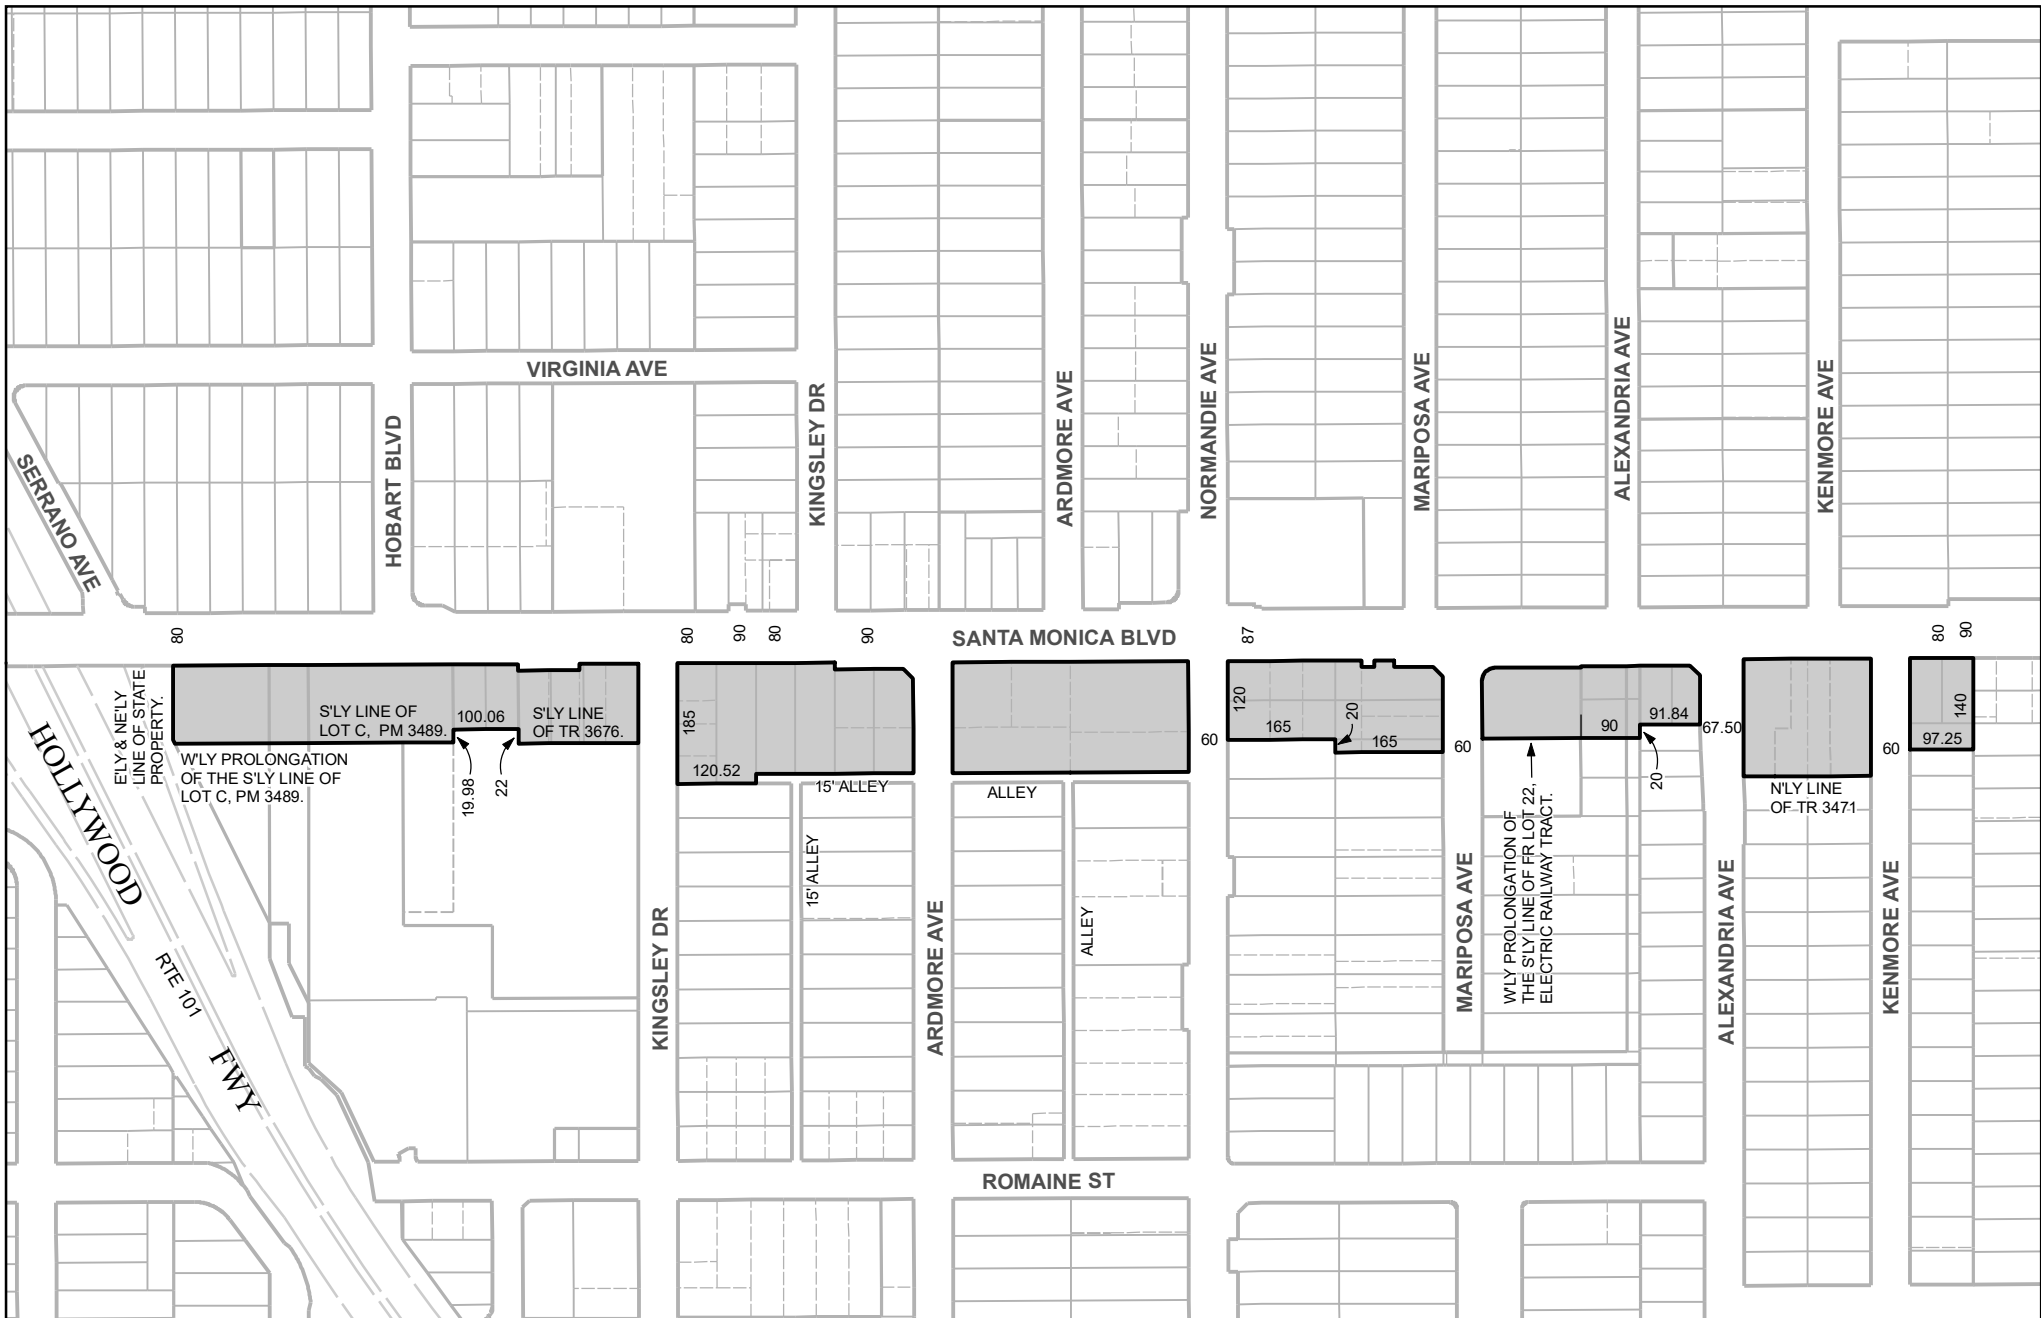 VIRGINIA AVE
SERRANO AVE
HOBART BLVD
KINGSLEY DR
ARDMORE AVE
NORMANDIE AVE
MARIPOSA AVE
ALEXANDRIA AVE
KENMORE AVE
80
80
90
80
90
SANTA MONICA BLVD
87
80
90
E'LY & NE'LY
LINE OF STATE
PROPERTY.
S'LY LINE OF
LOT C, PM 3489.
100.06
S'LY LINE
OF TR 3676.
W'LY PROLONGATION
OF THE S'LY LINE OF
LOT C, PM 3489.
19.98
22
185
120.52
15' ALLEY
15' ALLEY
ALLEY
ALLEY
60
120
165
20
165
60
90
91.84
67.50
20
W'LY PROLONGATION OF
THE S'LY LINE OF FR LOT 22,
ELECTRIC RAILWAY TRACT.
N'LY LINE
OF TR 3471
60
140
97.25
HOLLYWOOD
RTE 101
FWY
KINGSLEY DR
ARDMORE AVE
MARIPOSA AVE
ALEXANDRIA AVE
KENMORE AVE
ROMAINE ST